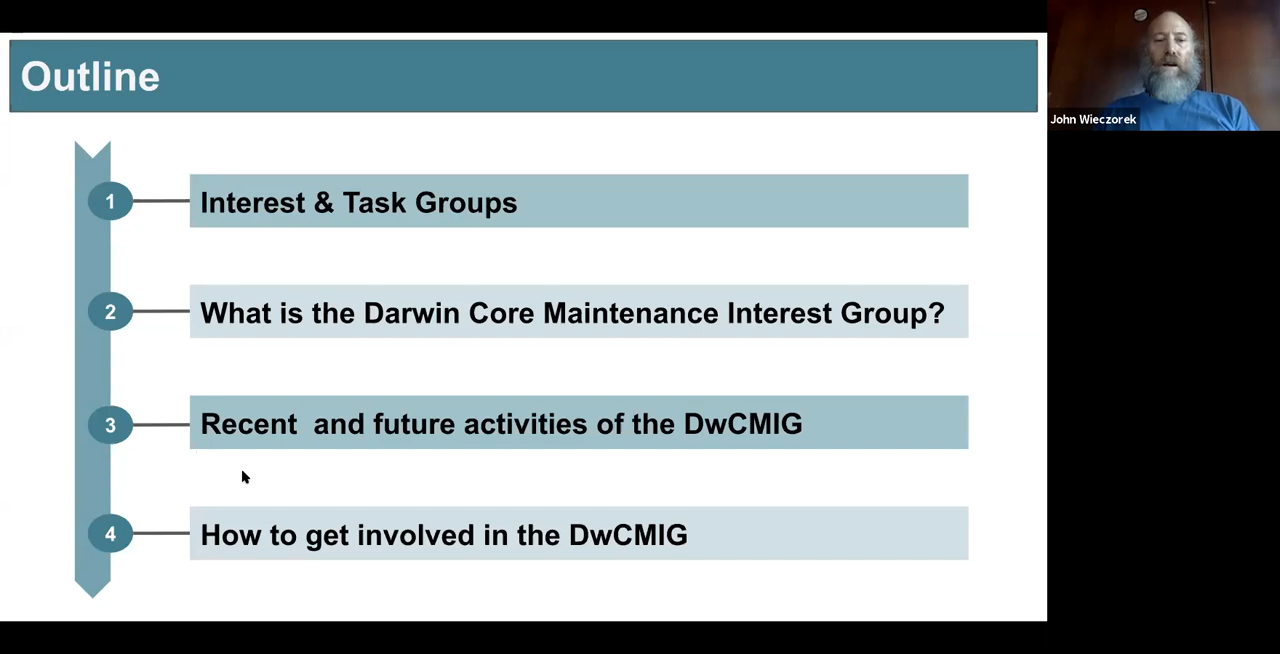 Outline
John Wieczorek
1
Interest & Task Groups
2
What is the Darwin Core Maintenance Interest Group?
3
Recent  and future activities of the DwCMIG
4
How to get involved in the DwCMIG